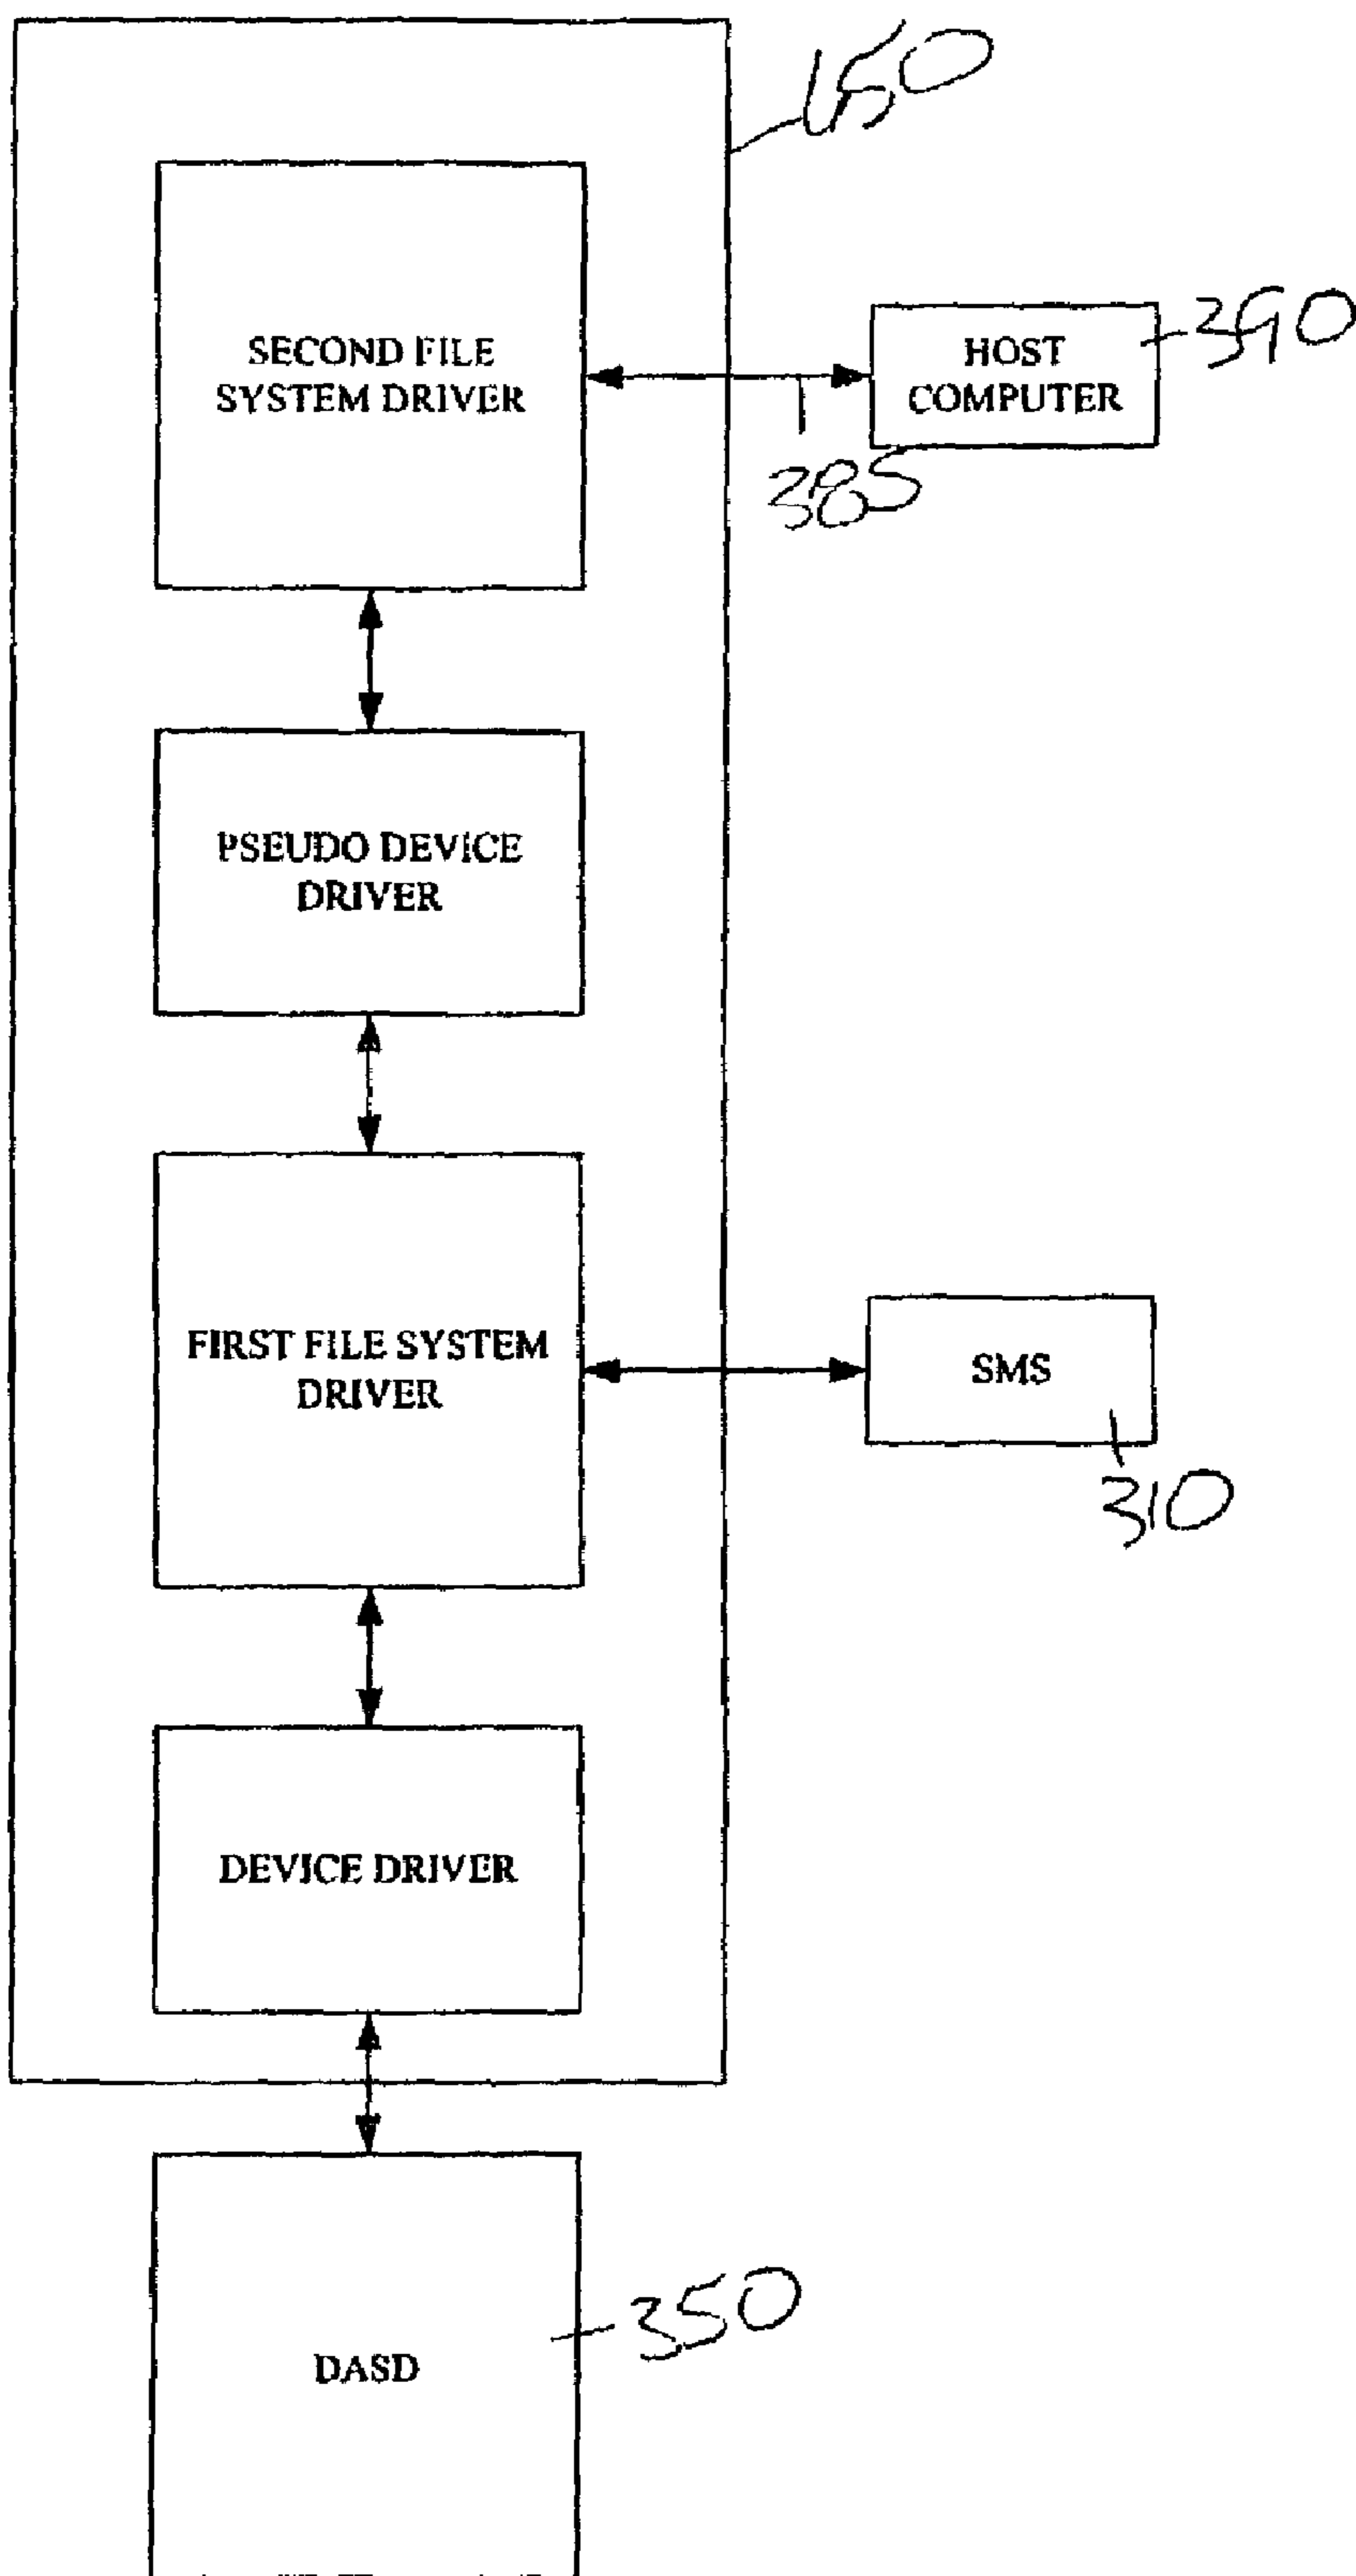 150
SECOND FILE
SYSTEM DRIVER
HOST
COMPUTER
390
385
PSEUDO DEVICE
DRIVER
FIRST FILE SYSTEM
DRIVER
SMS
310
DEVICE DRIVER
DASD
350